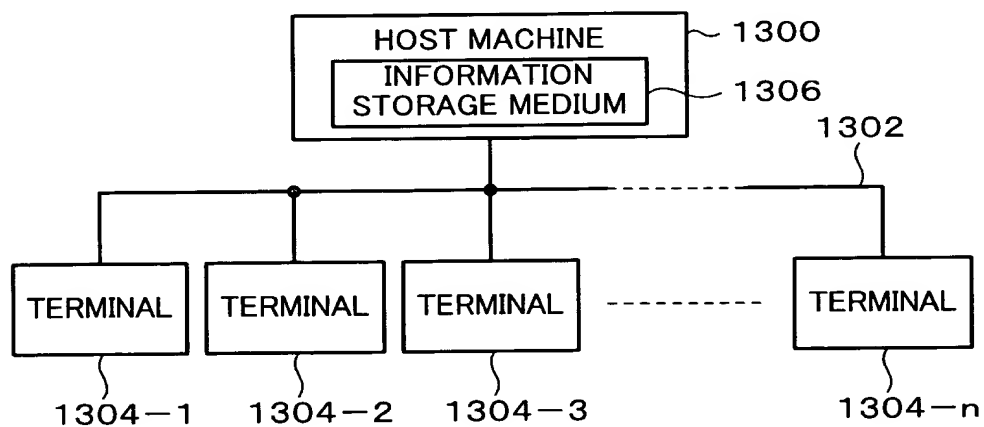 HOST MACHINE
1300
INFORMATION
STORAGE MEDIUM
1306
1302
TERMINAL
TERMINAL
TERMINAL
TERMINAL
1304-1
1304-2
1304-3
1304-n